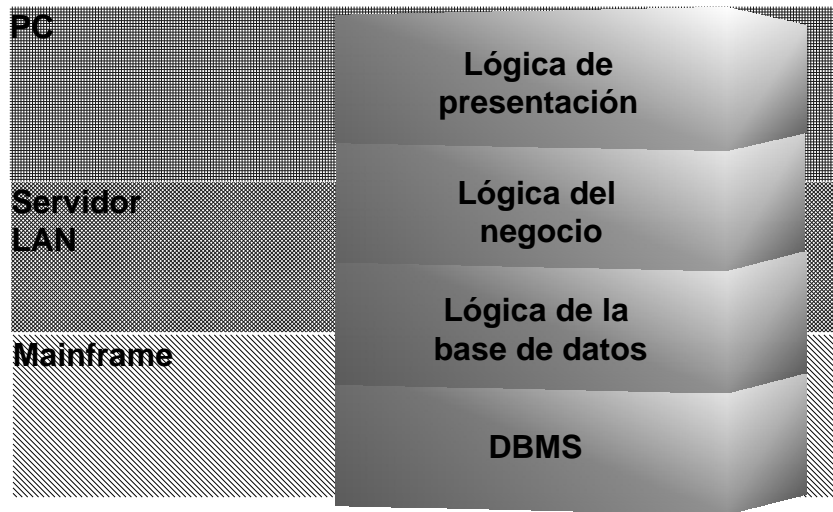 PC
Lógica de
presentación
Servidor
LAN
Lógica del
negocio
Lógica de la
base de datos
Mainframe
DBMS